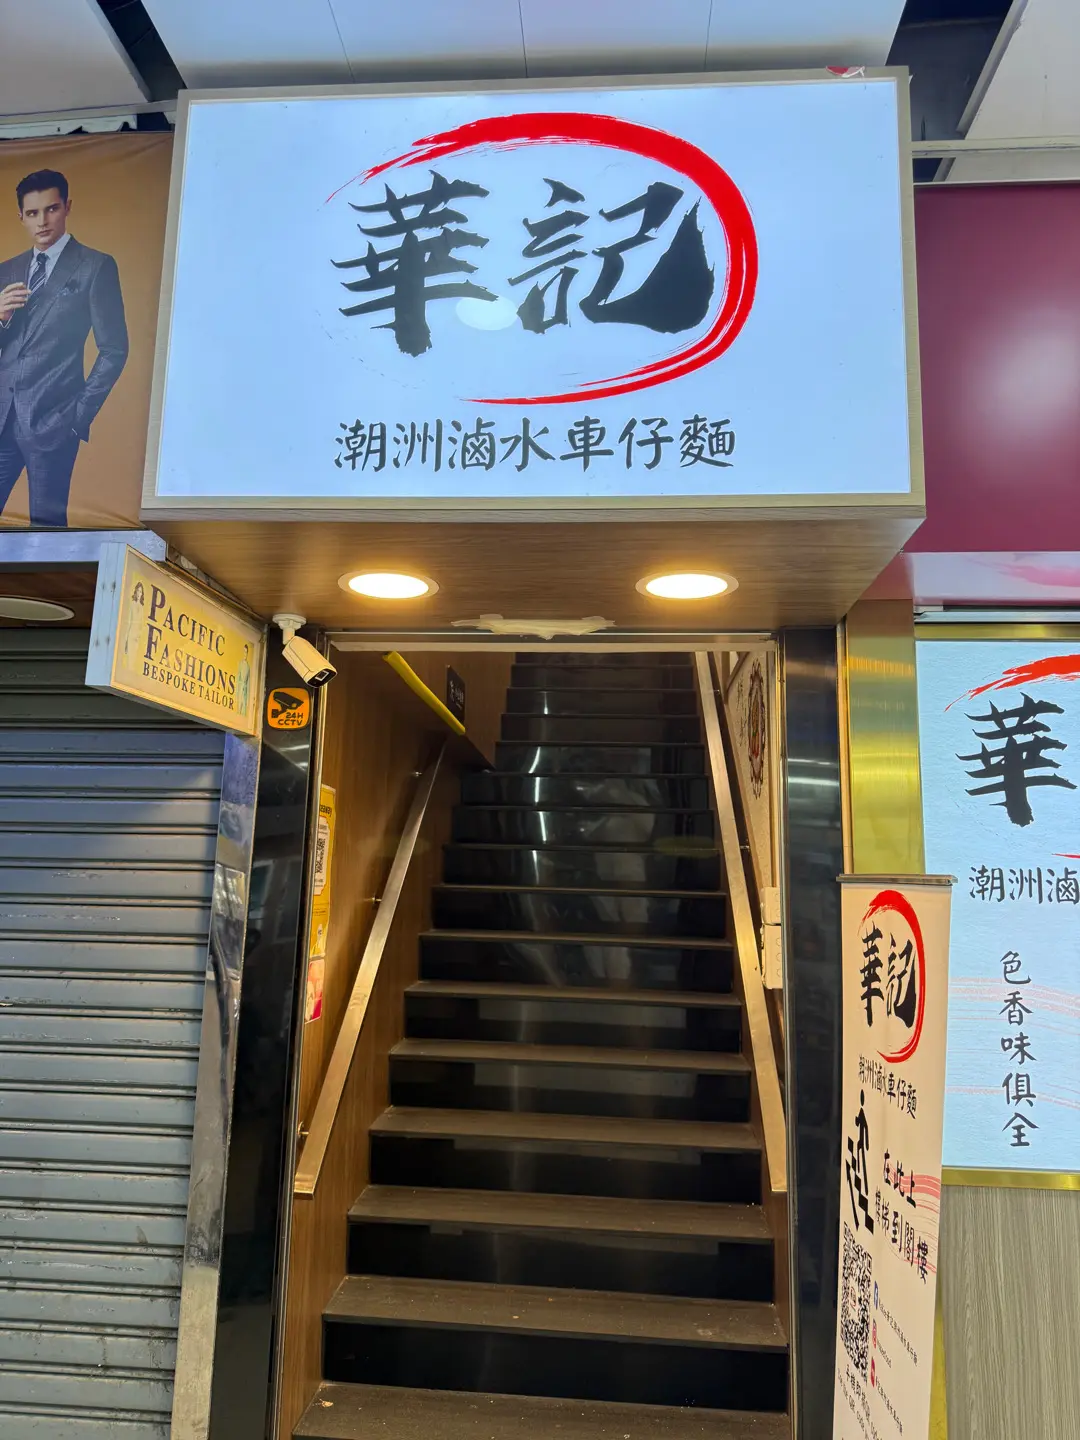 華記
潮洲滷水車仔麵
PACIFIC
FASHIONS
BESPOKE TAILOR
24H
CCTV
華
潮洲滷
色香味俱全
華記
潮洲滷水車仔麵
在此上
樓梯到閣樓